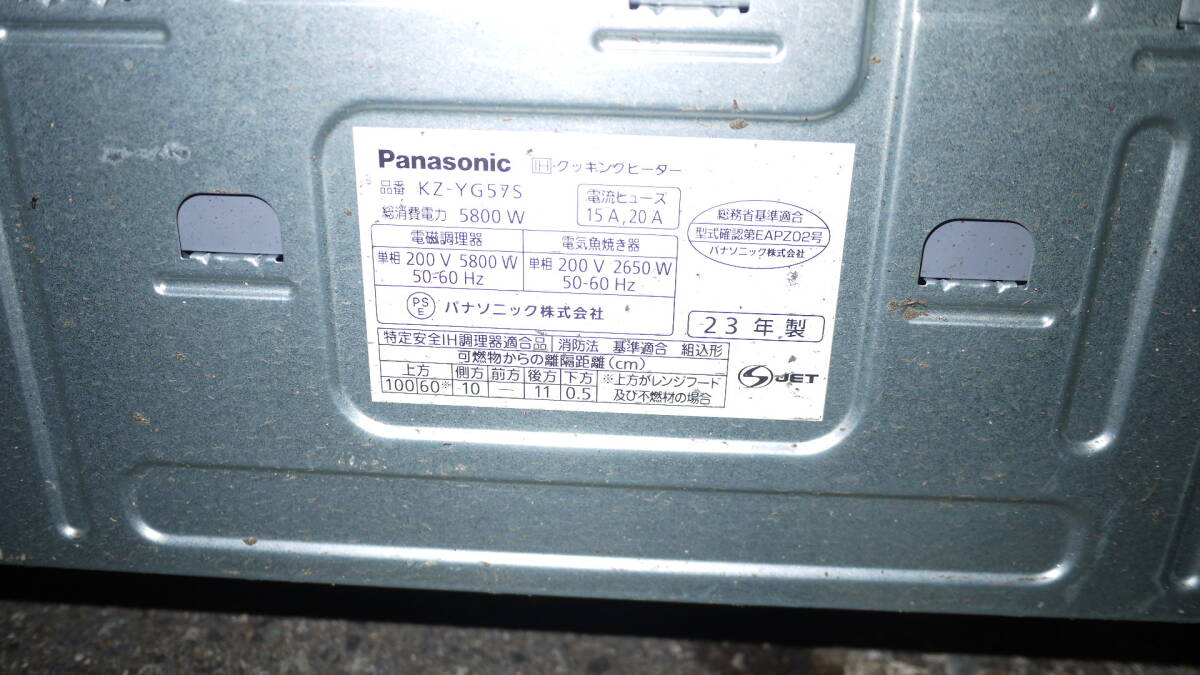 Panasonic IH・クッキングヒーター
品番 KZ-YG57S
総消費電力 5800 W
電流ヒューズ
15 A, 20 A
総務省基準適合
型式確認第EAPZ02号
パナソニック株式会社
電磁調理器 電気魚焼き器
単相 200 V 5800 W 単相 200 V 2650 W
50-60 Hz 50-60 Hz
PS E パナソニック株式会社
23年製
特定安全IH調理器適合品 消防法 基準適合 組込形
可燃物からの離隔距離(cm)
上方 側方 前方 後方 下方 ※上方がレンジフード
100 60※ 10 — 11 0.5 及び不燃材の場合
S JET